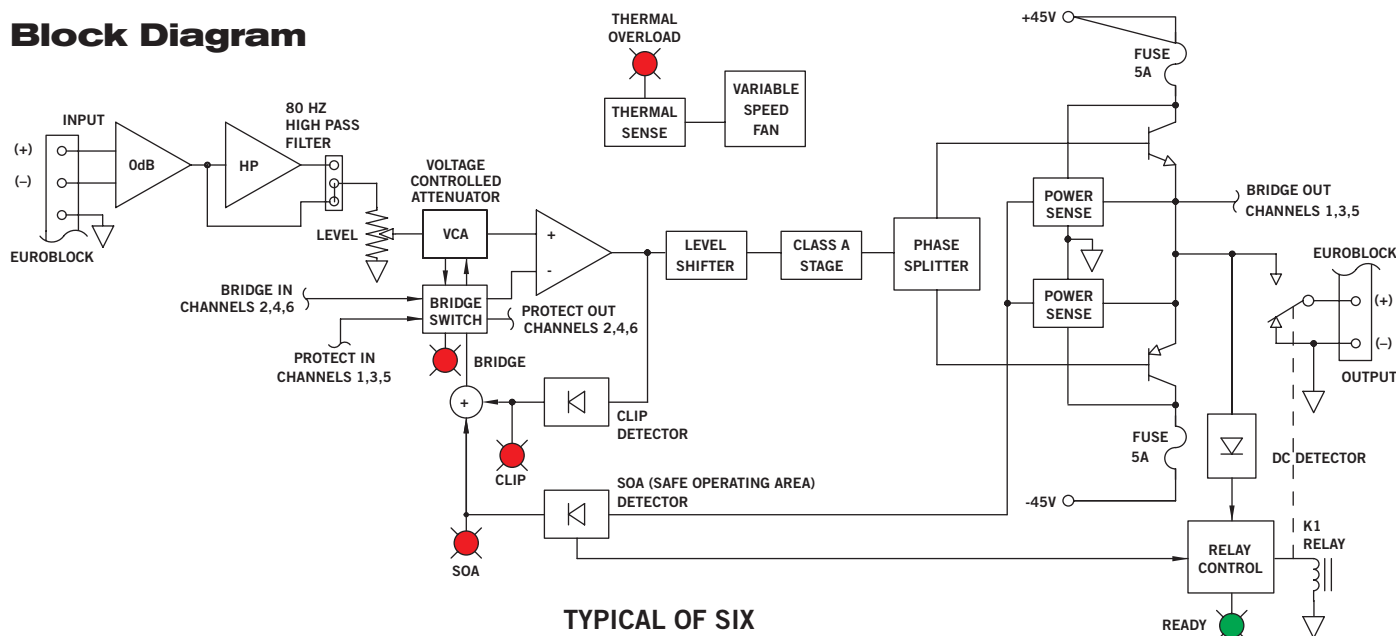 Block Diagram
THERMAL
OVERLOAD
THERMAL
SENSE
VARIABLE
SPEED
FAN
+45V
FUSE
5A
INPUT
(+)
(–)
EUROBLOCK
0dB
HP
80 HZ
HIGH PASS
FILTER
LEVEL
VOLTAGE
CONTROLLED
ATTENUATOR
VCA
+
-
LEVEL
SHIFTER
CLASS A
STAGE
PHASE
SPLITTER
POWER
SENSE
POWER
SENSE
BRIDGE OUT
CHANNELS 1,3,5
EUROBLOCK
(+)
(–)
OUTPUT
BRIDGE IN
CHANNELS 2,4,6
BRIDGE
SWITCH
PROTECT OUT
CHANNELS 2,4,6
PROTECT IN
CHANNELS 1,3,5
BRIDGE
+
CLIP
DETECTOR
CLIP
SOA (SAFE OPERATING AREA)
DETECTOR
SOA
FUSE
5A
-45V
DC DETECTOR
RELAY
CONTROL
K1
RELAY
READY
TYPICAL OF SIX